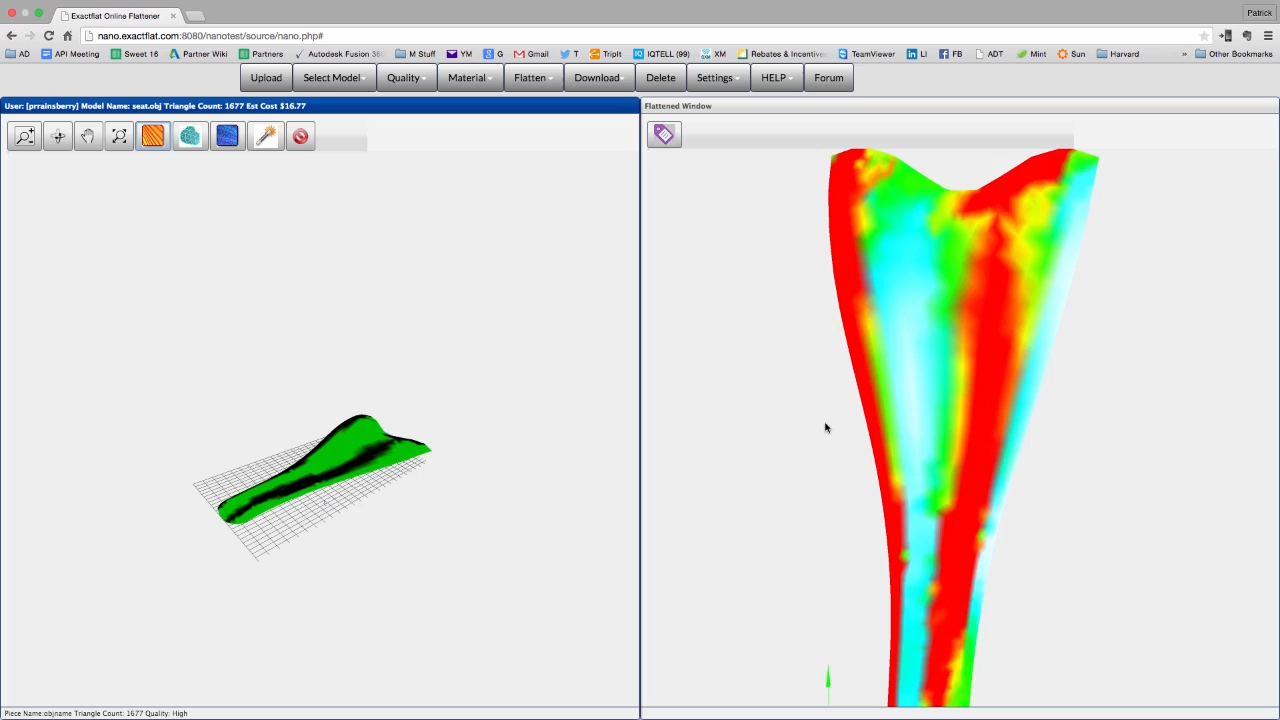 Exactflat Online Flattener
Patrick
nano.exactflat.com:8080/nanotest/source/nano.php#
AD API Meeting Sweet 16 Partner Wiki Partners Autodesk Fusion 36 M Stuff YM G Gmail T TripIt IQTELL (99) XM Rebates & Incentive TeamViewer LI FB ADT Mint Sun Harvard » Other Bookmarks
Upload Select Model Quality Material Flatten Download Delete Settings HELP Forum
User: [prrainsberry] Model Name: seat.obj Triangle Count: 1677 Est Cost $16.77
Flattened Window
Piece Name:objname Triangle Count: 1677 Quality: High